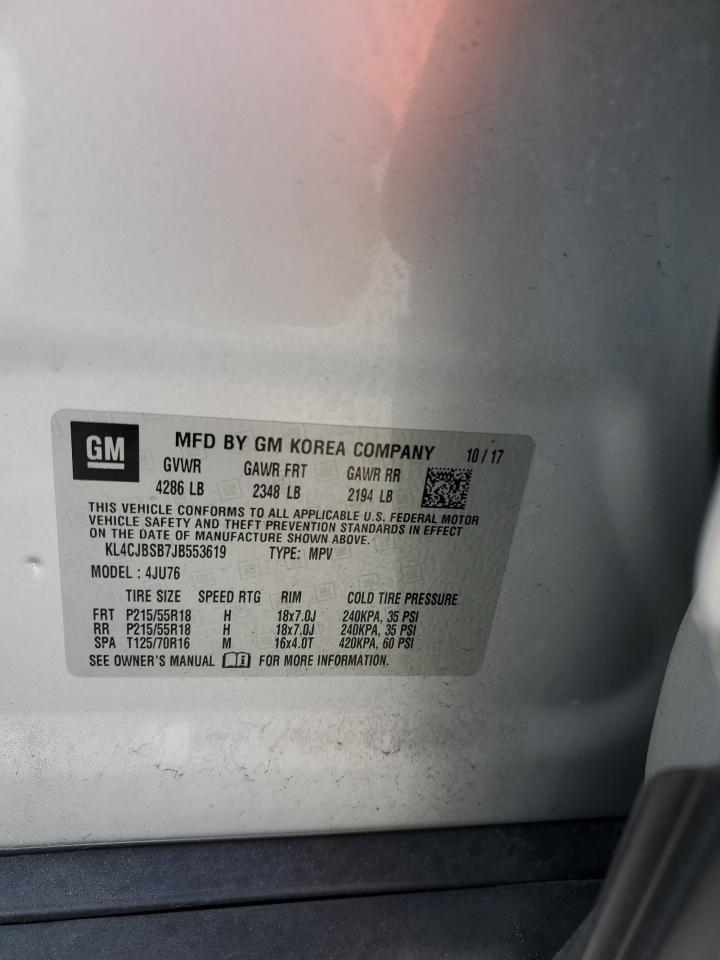 GM MFD BY GM KOREA COMPANY 10 / 17
GVWR GAWR FRT GAWR RR
4286 LB 2348 LB 2194 LB
THIS VEHICLE CONFORMS TO ALL APPLICABLE U.S. FEDERAL MOTOR
VEHICLE SAFETY AND THEFT PREVENTION STANDARDS IN EFFECT
ON THE DATE OF MANUFACTURE SHOWN ABOVE.
KL4CJBSB7JB553619 TYPE: MPV
MODEL: 4JU76
TIRE SIZE SPEED RTG RIM COLD TIRE PRESSURE
FRT P215/55R18 H 18x7.0J 240KPA, 35 PSI
RR P215/55R18 H 18x7.0J 240KPA, 35 PSI
SPA T125/70R16 M 16x4.0T 420KPA, 60 PSI
SEE OWNER'S MANUAL FOR MORE INFORMATION.